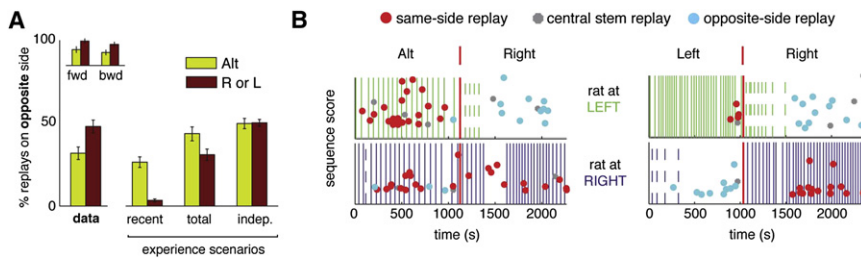 A
% replays on opposite side
100
50
0
fwd bwd
Alt
R or L
data
recent total indep.
experience scenarios
B
same-side replay central stem replay opposite-side replay
Alt Right
Left Right
sequence score
rat at
LEFT
rat at
RIGHT
0 500 1000 1500 2000
time (s)
0 500 1000 1500 2000
time (s)